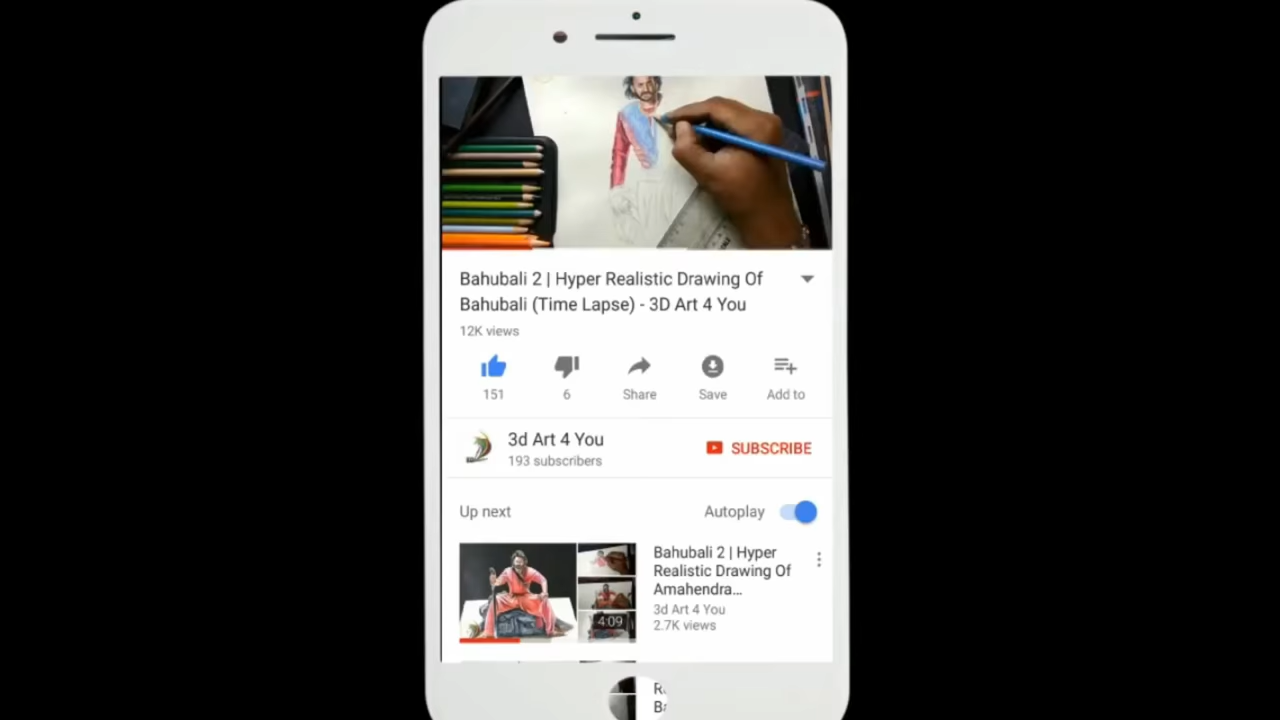 Bahubali 2 | Hyper Realistic Drawing Of
Bahubali (Time Lapse) - 3D Art 4 You
12K views
151
6
Share
Save
Add to
3d Art 4 You
193 subscribers
SUBSCRIBE
Up next
Autoplay
4:09
Bahubali 2 | Hyper
Realistic Drawing Of
Amahendra...
3d Art 4 You
2.7K views